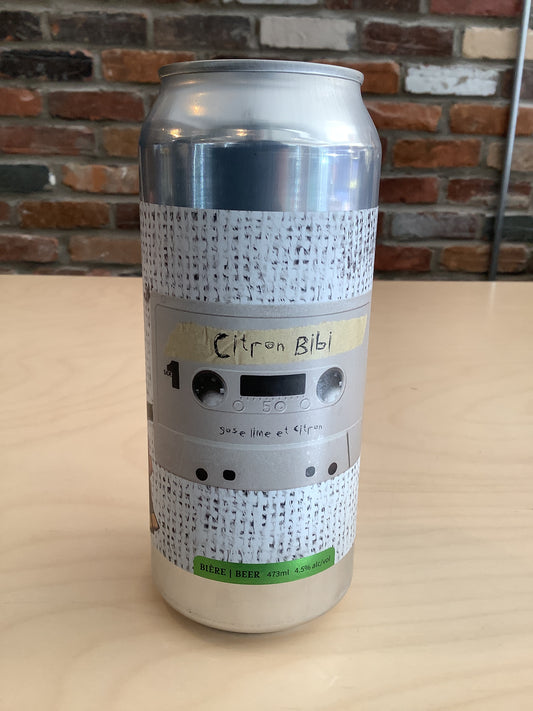 Citron Bibi
1
50
gose lime et citron
BIÈRE | BEER 473ml 4.5% alc/vol